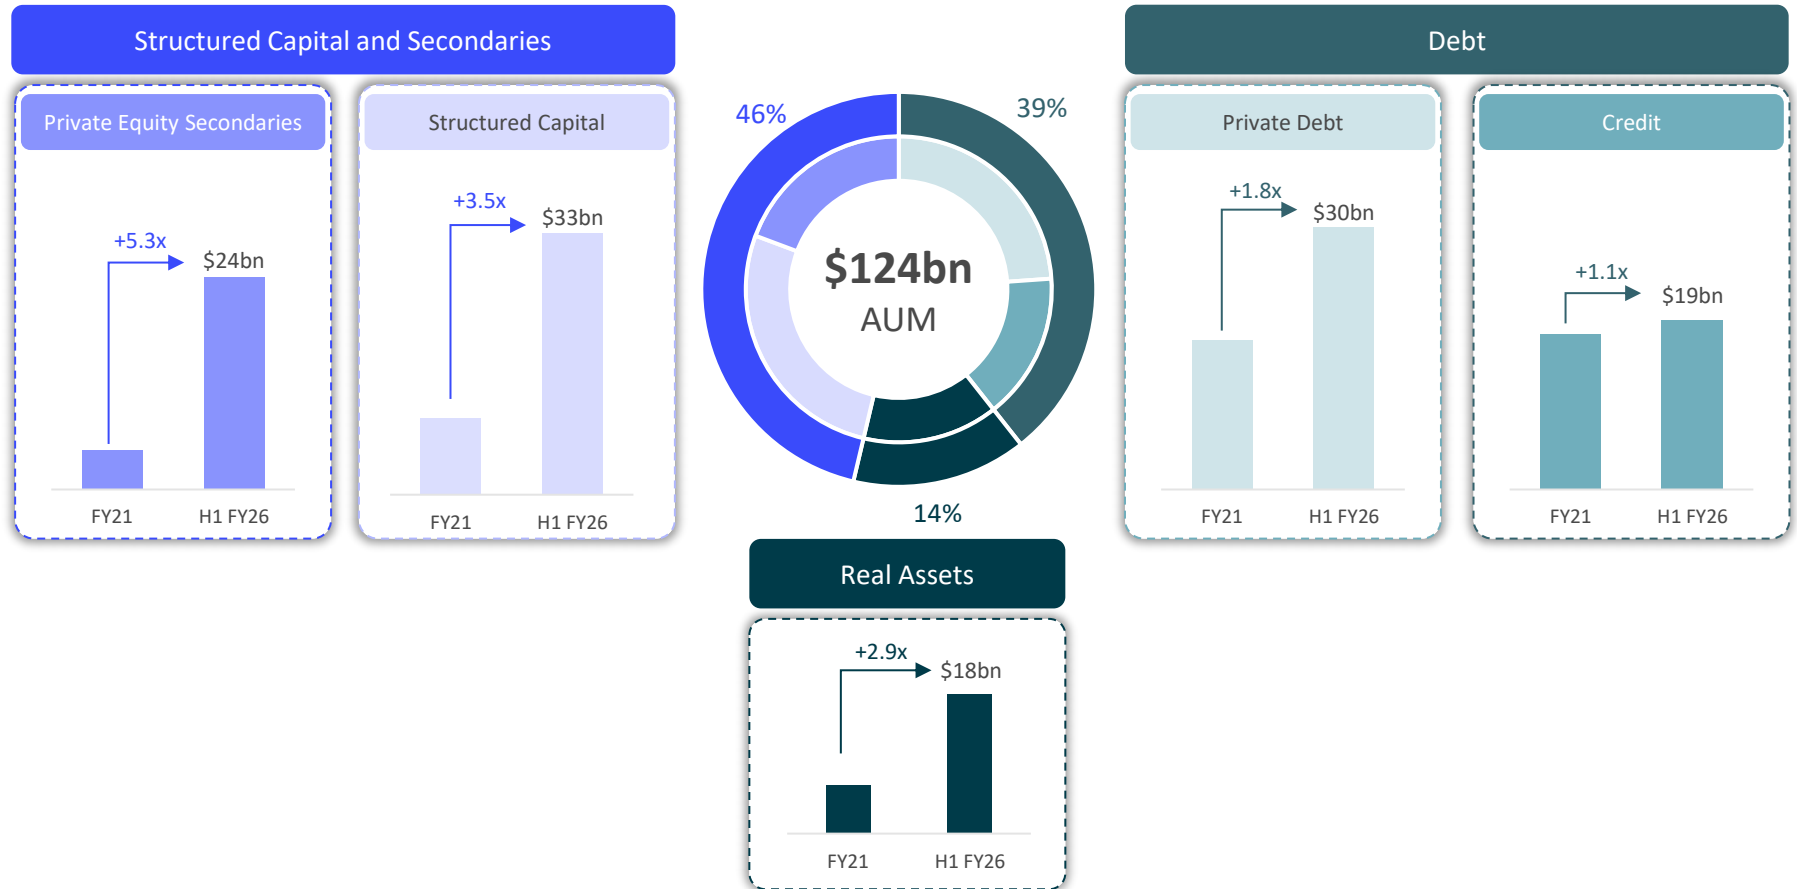 Structured Capital and Secondaries
Private Equity Secondaries
+5.3x
$24bn
FY21
H1 FY26
Structured Capital
+3.5x
$33bn
FY21
H1 FY26
46%
39%
$124bn
AUM
14%
Debt
Private Debt
+1.8x
$30bn
FY21
H1 FY26
Credit
+1.1x
$19bn
FY21
H1 FY26
Real Assets
+2.9x
$18bn
FY21
H1 FY26